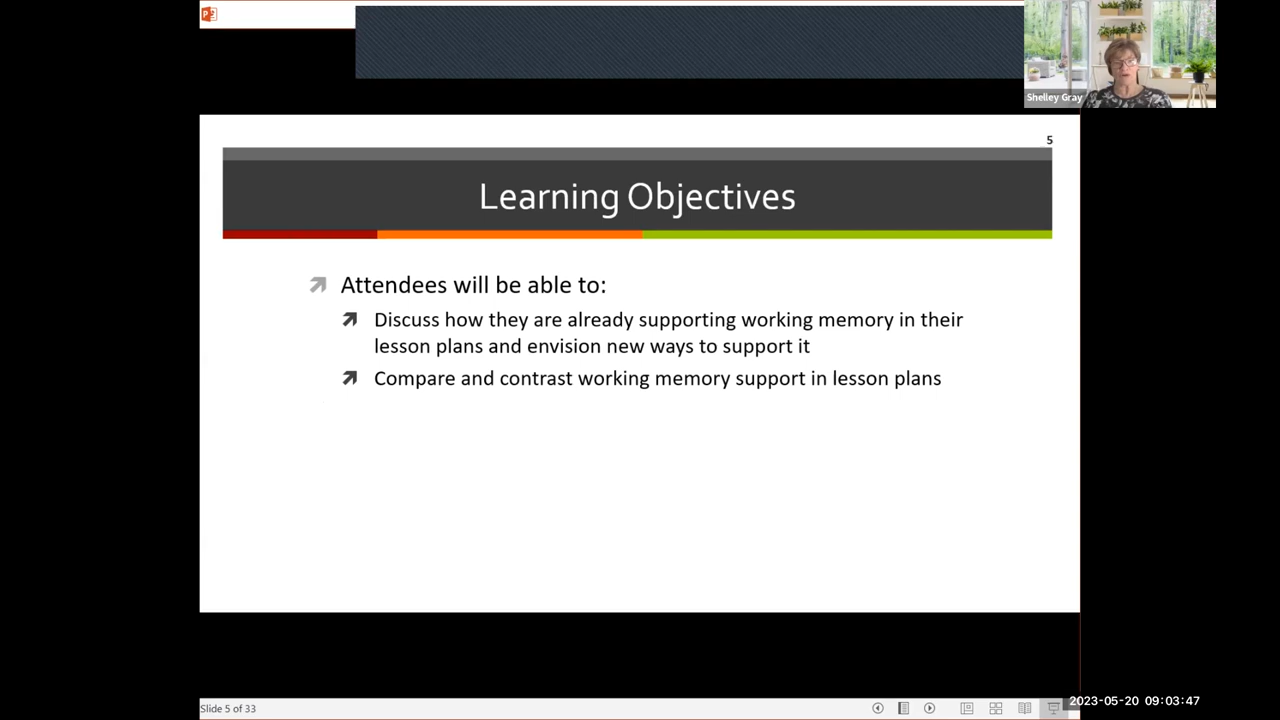 Shelley Gray
5
Learning Objectives
Attendees will be able to:
Discuss how they are already supporting working memory in their
lesson plans and envision new ways to support it
Compare and contrast working memory support in lesson plans
Slide 5 of 33
2023-05-20 09:03:47